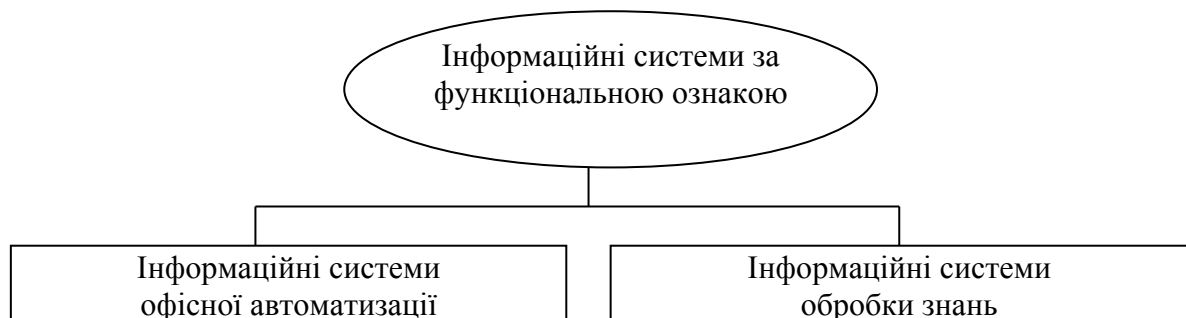 Інформаційні системи за
функціональною ознакою
Інформаційні системи
офісної автоматизації
Інформаційні системи
обробки знань